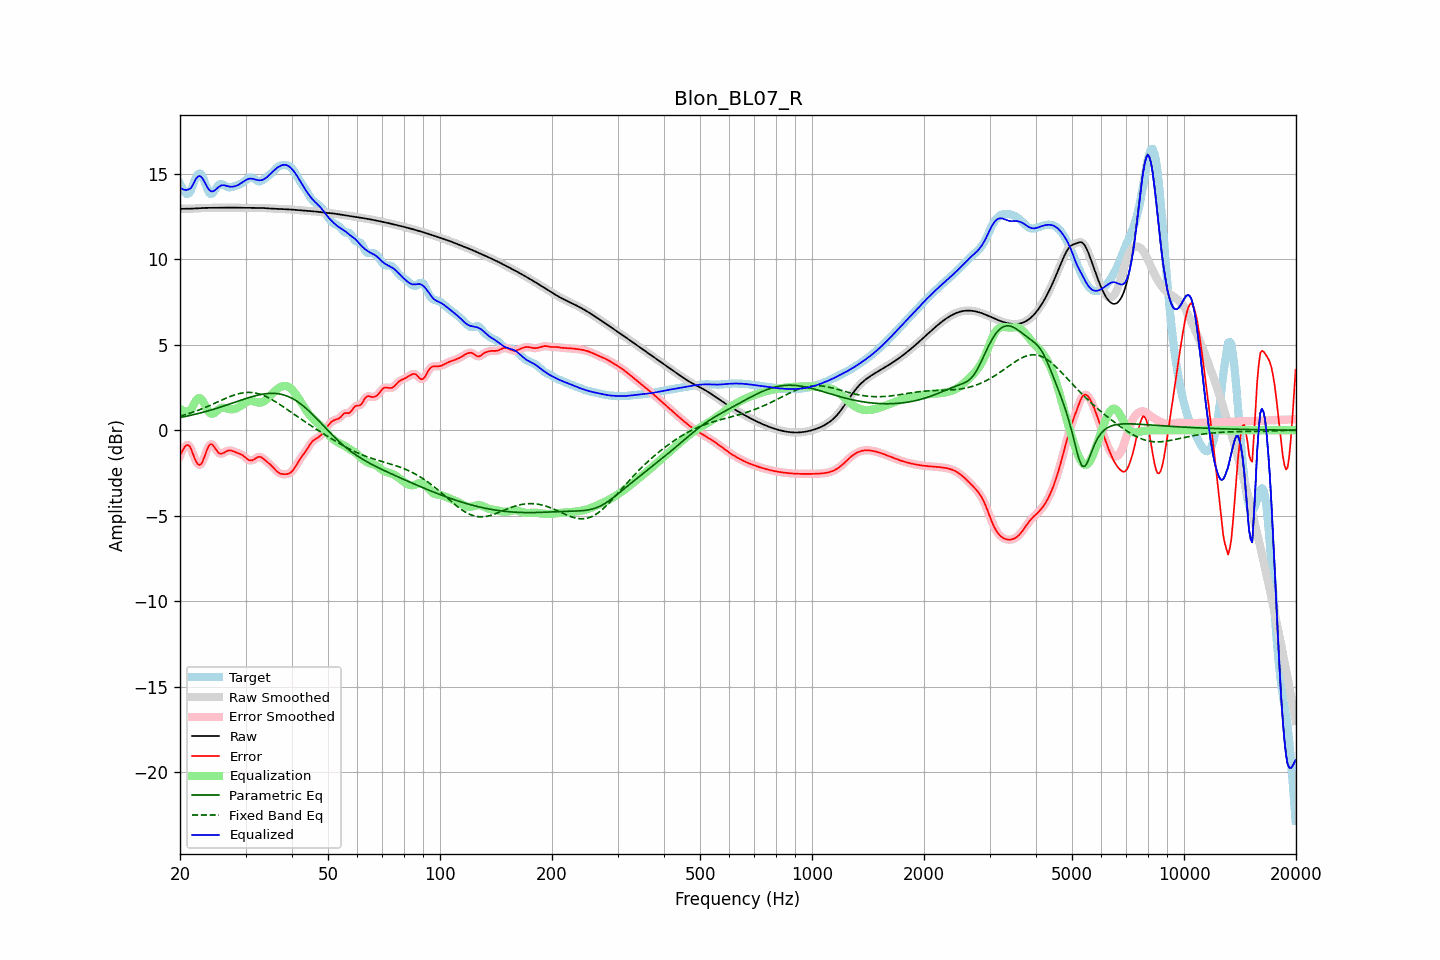 Blon_BL07_R
Amplitude (dBr)
15
10
5
0
−5
−10
−15
−20
Target
Raw Smoothed
Error Smoothed
Raw
Error
Equalization
Parametric Eq
Fixed Band Eq
Equalized
20 50 100 200 500 1000 2000 5000 10000 20000
Frequency (Hz)